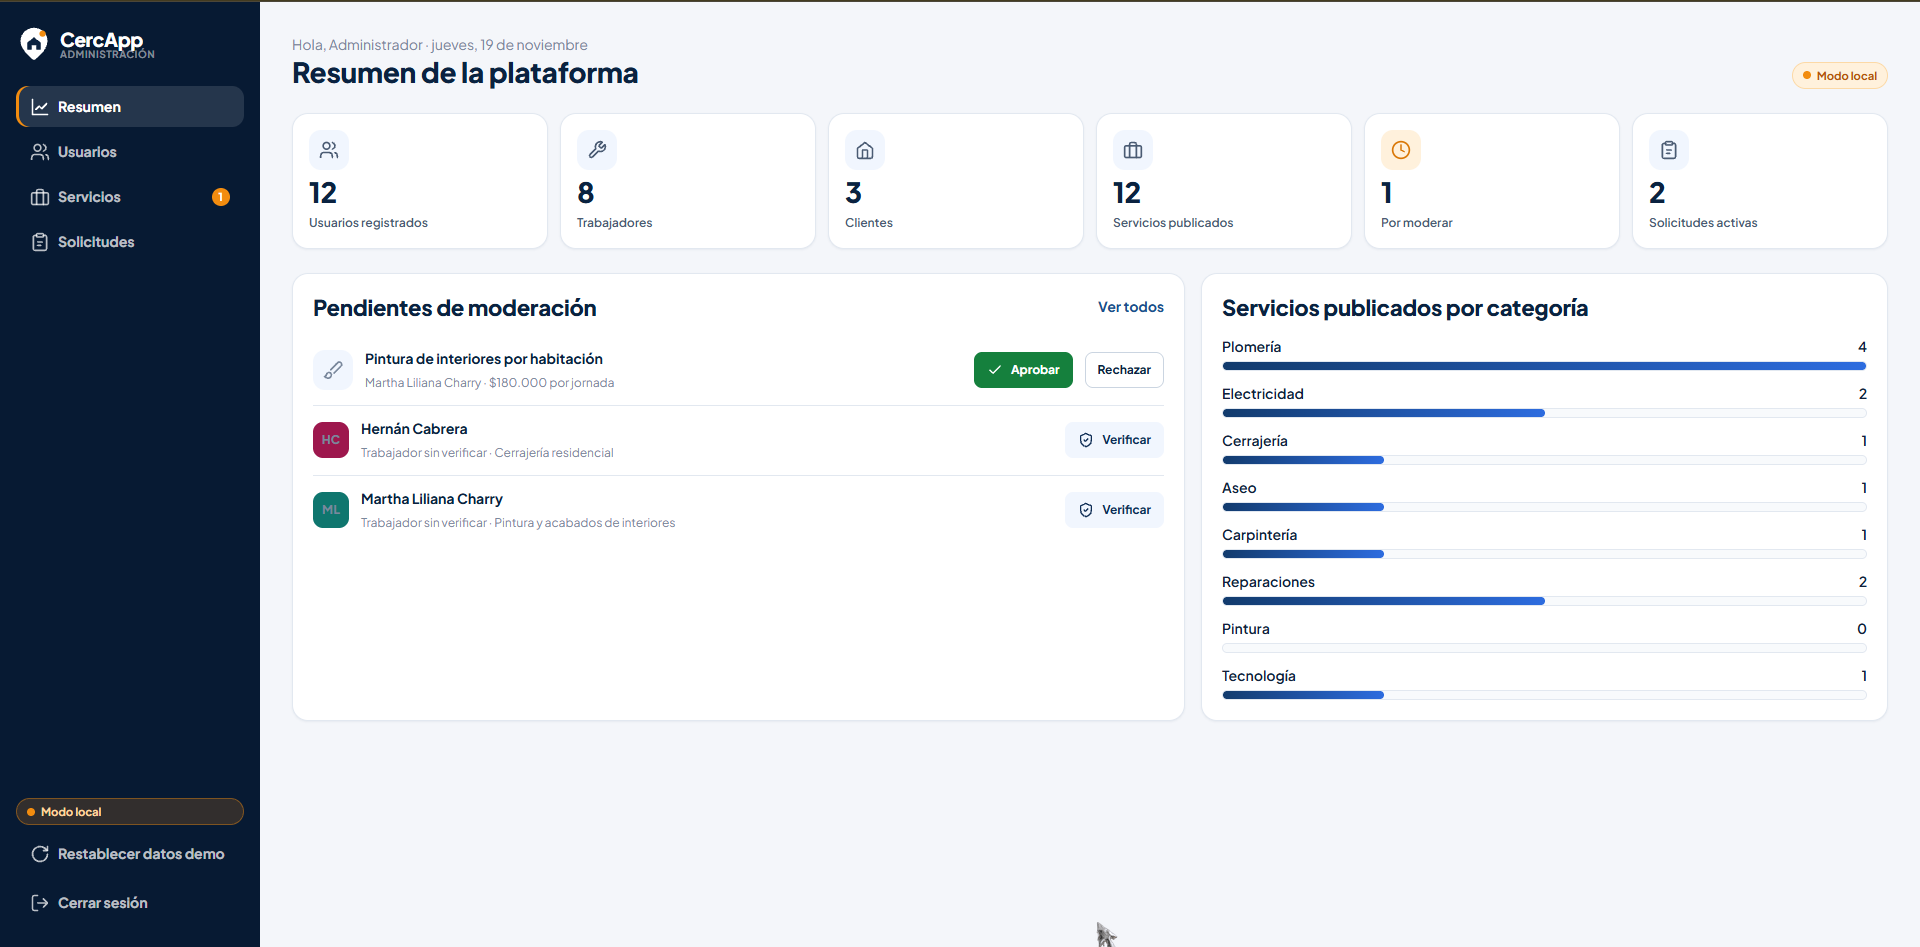 CercApp
ADMINISTRACIÓN
Resumen
Usuarios
Servicios 1
Solicitudes
Modo local
Restablecer datos demo
Cerrar sesión
Hola, Administrador · jueves, 19 de noviembre
Resumen de la plataforma
Modo local
12
Usuarios registrados
8
Trabajadores
3
Clientes
12
Servicios publicados
1
Por moderar
2
Solicitudes activas
Pendientes de moderación
Ver todos
Pintura de interiores por habitación
Martha Liliana Charry · $180.000 por jornada
Aprobar
Rechazar
HC
Hernán Cabrera
Trabajador sin verificar · Cerrajería residencial
Verificar
ML
Martha Liliana Charry
Trabajador sin verificar · Pintura y acabados de interiores
Verificar
Servicios publicados por categoría
Plomería 4
Electricidad 2
Cerrajería 1
Aseo 1
Carpintería 1
Reparaciones 2
Pintura 0
Tecnología 1